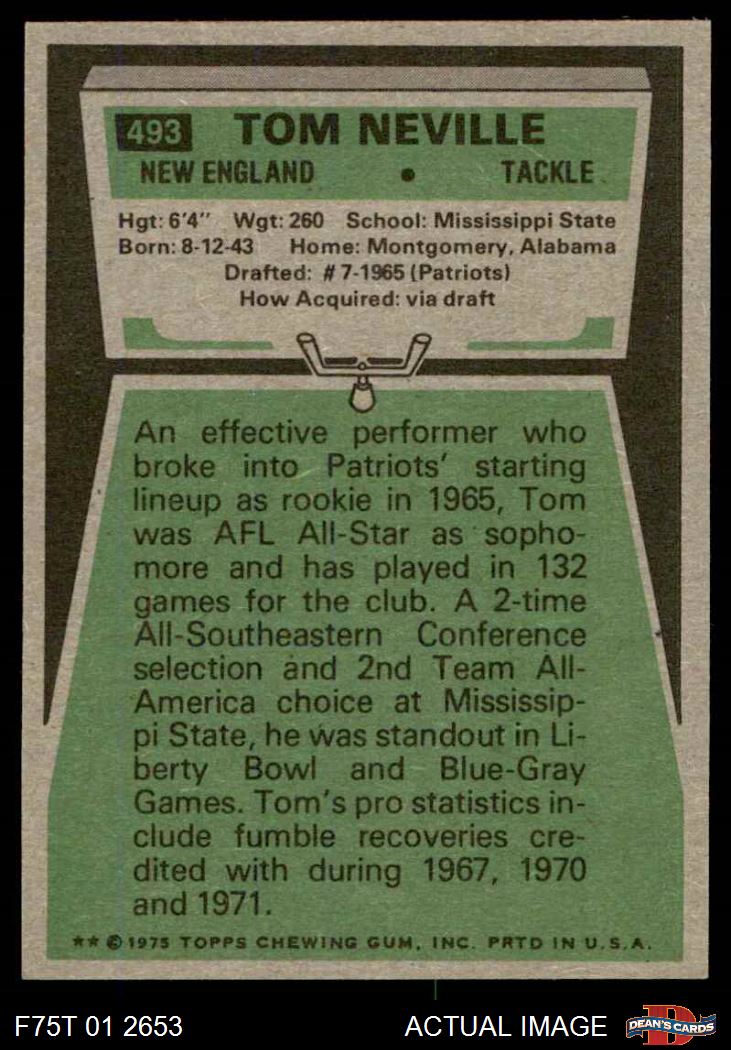 493 TOM NEVILLE
NEW ENGLAND • TACKLE
Hgt: 6'4" Wgt: 260 School: Mississippi State
Born: 8-12-43 Home: Montgomery, Alabama
Drafted: #7-1965 (Patriots)
How Acquired: via draft
An effective performer who
broke into Patriots' starting
lineup as rookie in 1965, Tom
was AFL All-Star as sopho-
more and has played in 132
games for the club. A 2-time
All-Southeastern Conference
selection and 2nd Team All-
America choice at Mississip-
pi State, he was standout in Li-
berty Bowl and Blue-Gray
Games. Tom's pro statistics in-
clude fumble recoveries cre-
dited with during 1967, 1970
and 1971.
** © 1975 TOPPS CHEWING GUM, INC. PRTD IN U.S.A.
F75T 01 2653 ACTUAL IMAGE D DEAN'S CARDS